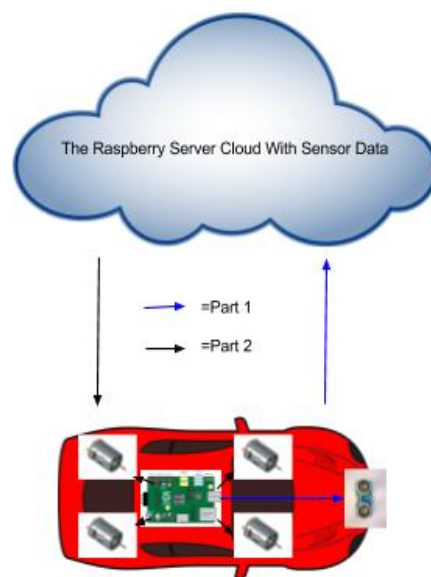 The Raspberry Server Cloud With Sensor Data
=Part 1
=Part 2